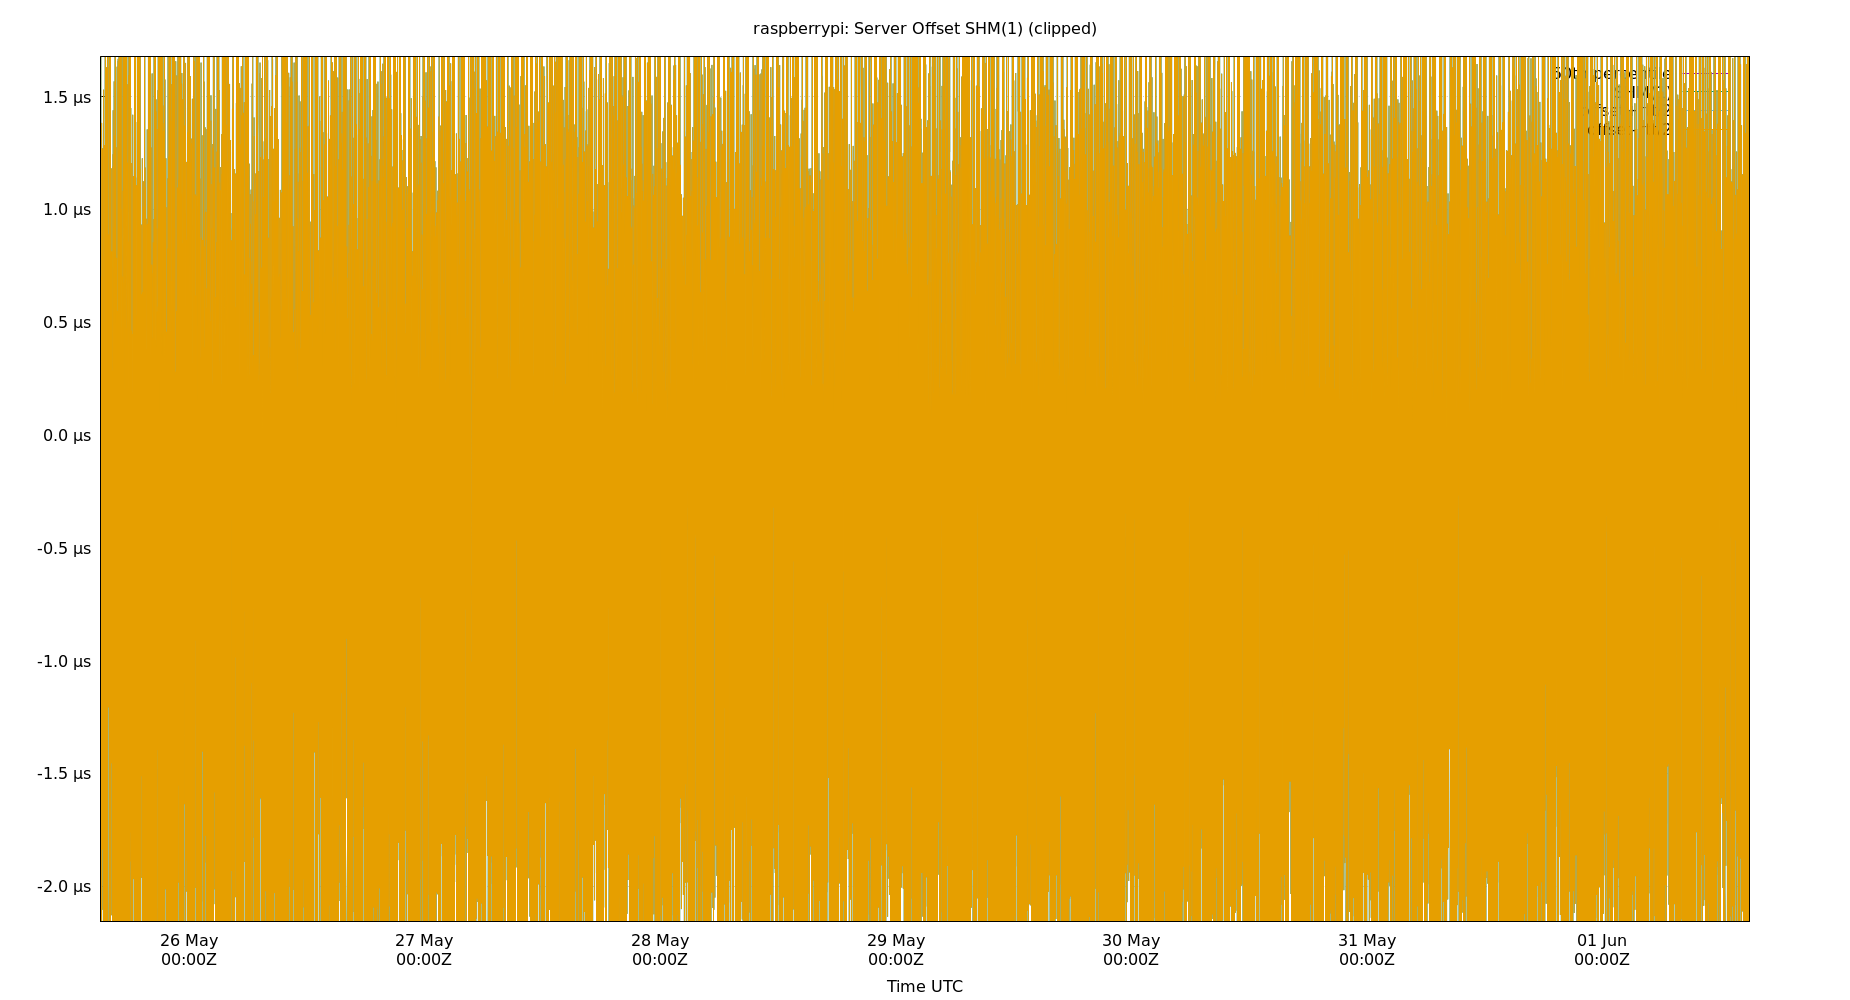 raspberrypi: Server Offset SHM(1) (clipped)
1.5 µs
1.0 µs
0.5 µs
0.0 µs
-0.5 µs
-1.0 µs
-1.5 µs
-2.0 µs
26 May
00:00Z
27 May
00:00Z
28 May
00:00Z
29 May
00:00Z
30 May
00:00Z
31 May
00:00Z
01 Jun
00:00Z
Time UTC